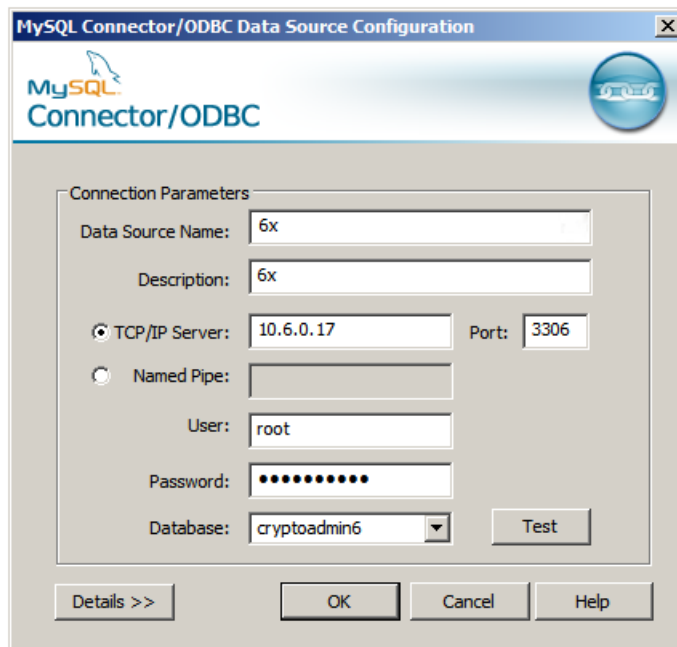 MySQL Connector/ODBC Data Source Configuration
MySQL
Connector/ODBC
Connection Parameters
Data Source Name: 6x
Description: 6x
TCP/IP Server: 10.6.0.17 Port: 3306
Named Pipe:
User: root
Password: ••••••••••
Database: cryptoadmin6 Test
Details >> OK Cancel Help